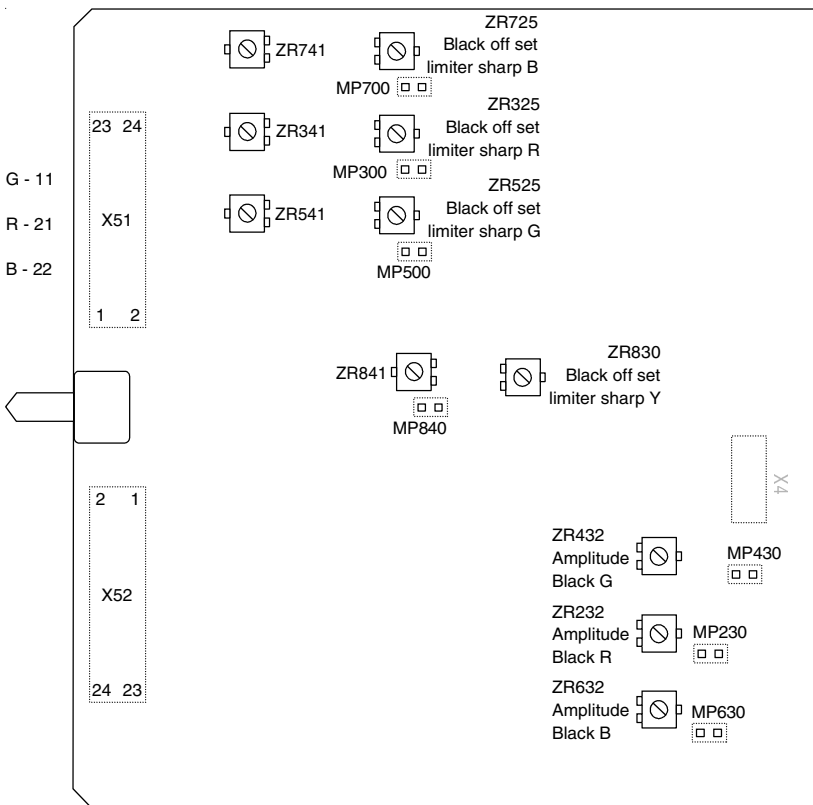 ZR725
Black off set
limiter sharp B
ZR741
MP700
ZR325
Black off set
limiter sharp R
ZR341
MP300
ZR525
Black off set
limiter sharp G
ZR541
MP500
23 24
X51
1 2
G - 11
R - 21
B - 22
ZR841
MP840
ZR830
Black off set
limiter sharp Y
X4
2 1
X52
24 23
ZR432
Amplitude
Black G
MP430
ZR232
Amplitude
Black R
MP230
ZR632
Amplitude
Black B
MP630